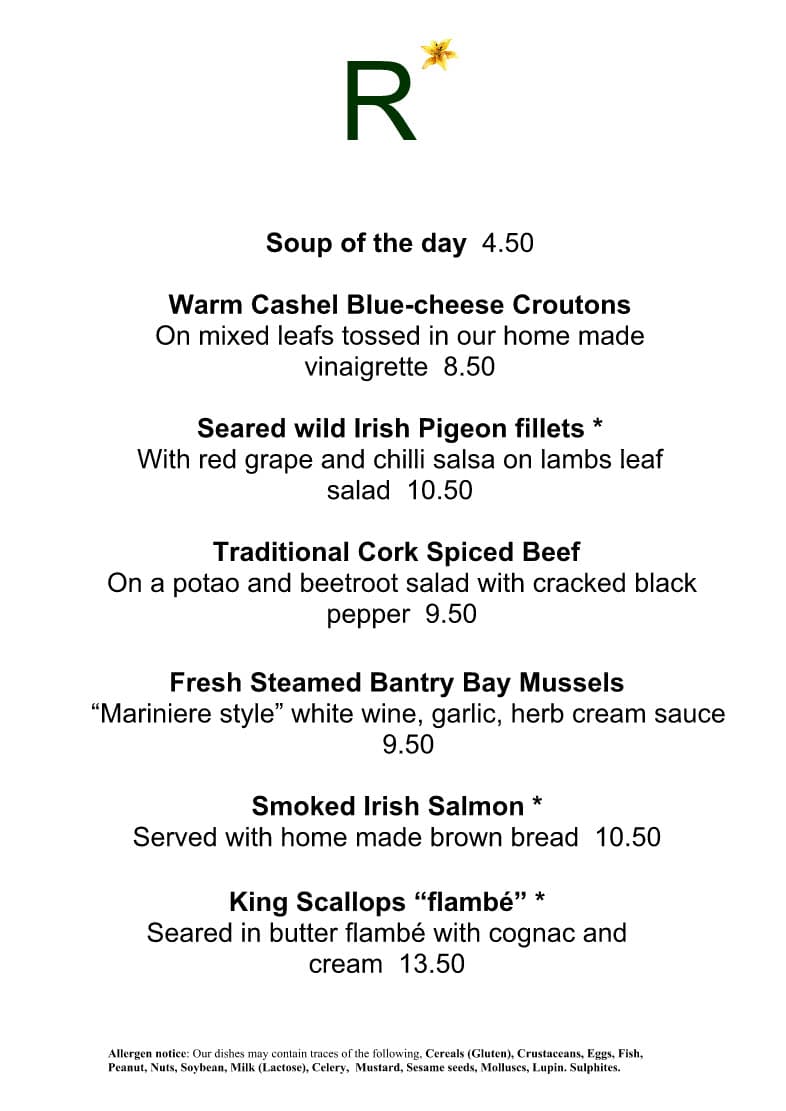 R
Soup of the day 4.50
Warm Cashel Blue-cheese Croutons
On mixed leafs tossed in our home made
vinaigrette 8.50
Seared wild Irish Pigeon fillets *
With red grape and chilli salsa on lambs leaf
salad 10.50
Traditional Cork Spiced Beef
On a potao and beetroot salad with cracked black
pepper 9.50
Fresh Steamed Bantry Bay Mussels
“Mariniere style” white wine, garlic, herb cream sauce
9.50
Smoked Irish Salmon *
Served with home made brown bread 10.50
King Scallops “flambé” *
Seared in butter flambé with cognac and
cream 13.50
Allergen notice: Our dishes may contain traces of the following, Cereals (Gluten), Crustaceans, Eggs, Fish,
Peanut, Nuts, Soybean, Milk (Lactose), Celery, Mustard, Sesame seeds, Molluscs, Lupin. Sulphites.